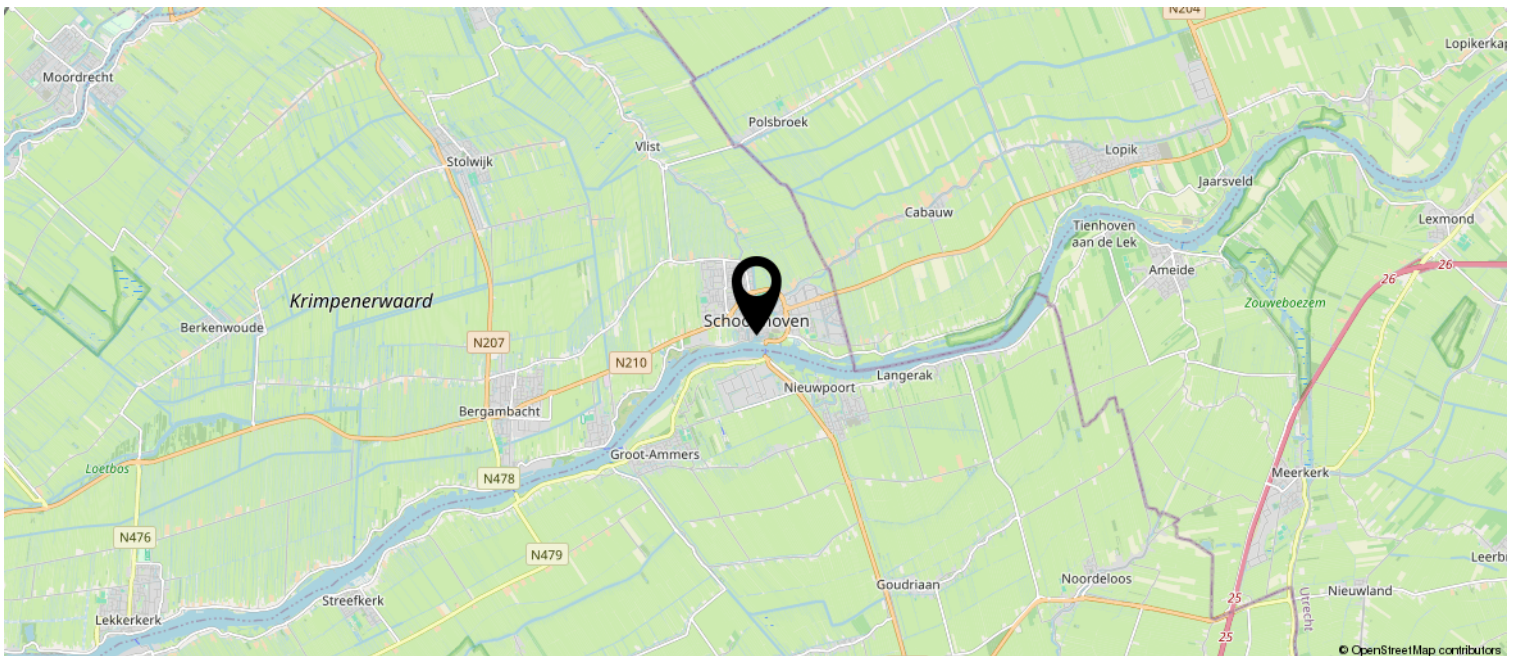 N204
Lopikerka
Moordrecht
Polsbroek
Vlist
Lopik
Stolwijk
Jaarsveld
Cabauw
Lexmond
Tienhoven
aan de Lek
Ameide
26
26
Krimpenerwaard
Zouweboezem
Berkenwoude
Schoonhoven
N207
N210
Langerak
Nieuwpoort
Bergambacht
Groot-Ammers
Loetbos
Meerkerk
N478
N476
N479
Leerb
Goudriaan
Noordeloos
Nieuwland
25
Utrecht
Streefkerk
Lekkerkerk
25
© OpenStreetMap contributors